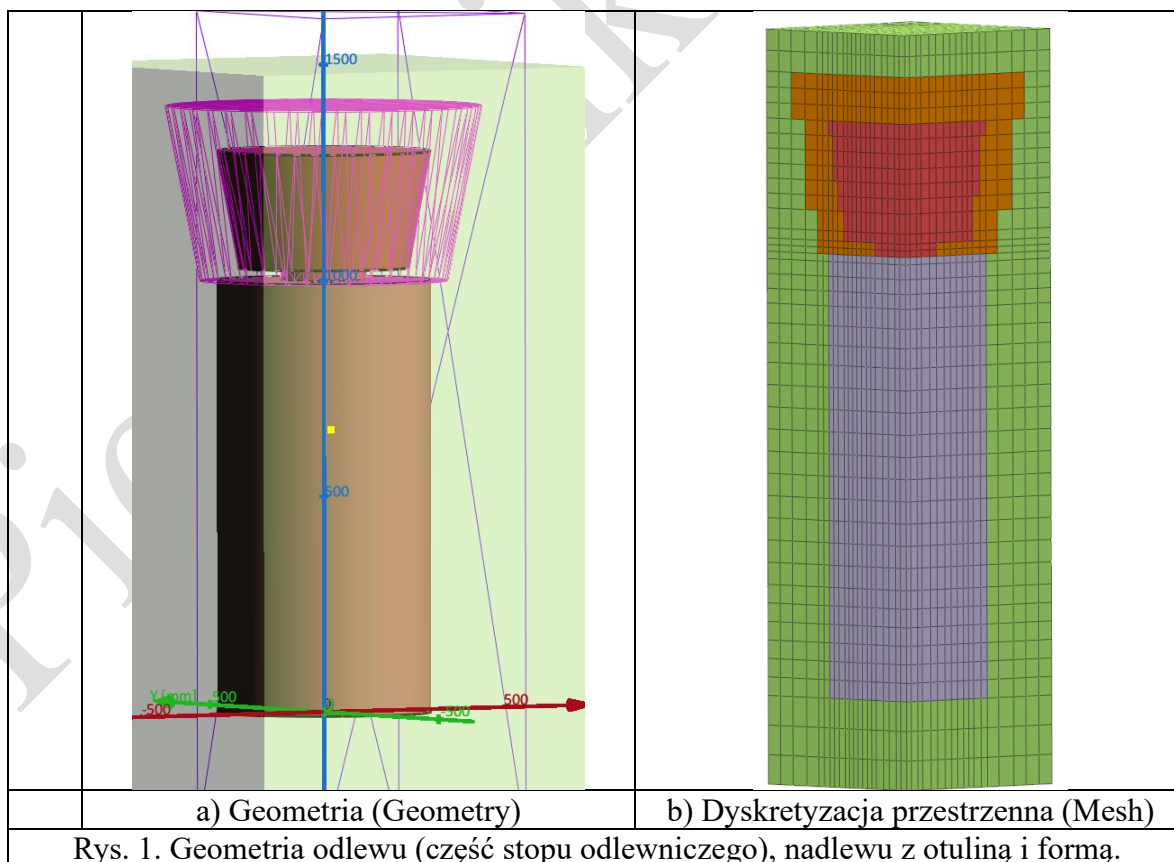 1500
1000
500
Y [mm]
-500
0
500
-500
-500
a) Geometria (Geometry)
b) Dyskretyzacja przestrzenna (Mesh)
Rys. 1. Geometria odlewu (część stopu odlewniczego), nadlewu z otuliną i formą.